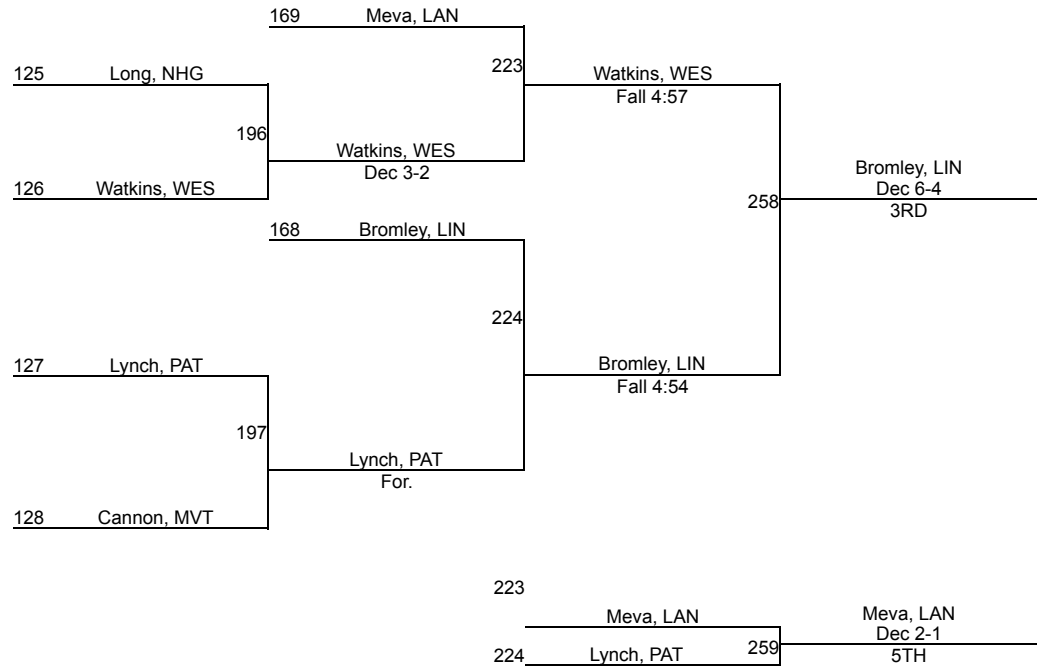 169 Meva, LAN
125 Long, NHG
223 Watkins, WES
Fall 4:57
196
Watkins, WES
Dec 3-2
126 Watkins, WES
Bromley, LIN
Dec 6-4
3RD
258
168 Bromley, LIN
224
127 Lynch, PAT
Bromley, LIN
Fall 4:54
197
Lynch, PAT
For.
128 Cannon, MVT
223
Meva, LAN
224 Lynch, PAT
259
Meva, LAN
Dec 2-1
5TH